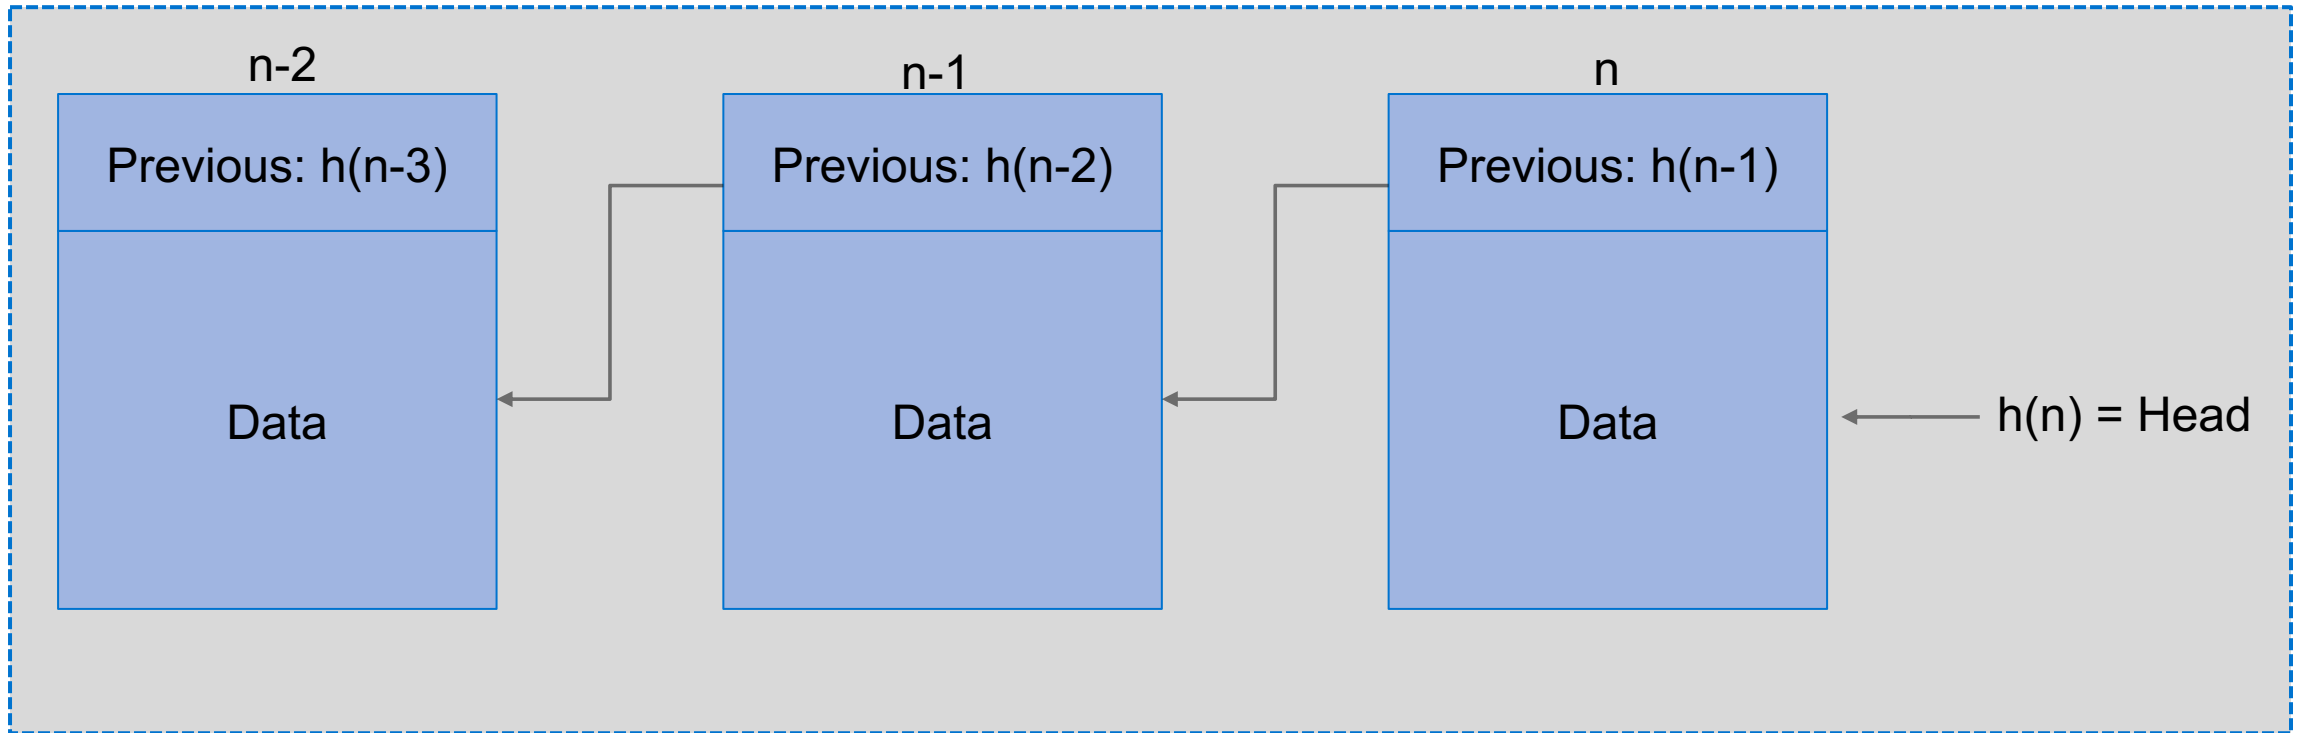 n-2
n-1
n
Previous: h(n-3)
Previous: h(n-2)
Previous: h(n-1)
Data
Data
Data
h(n) = Head